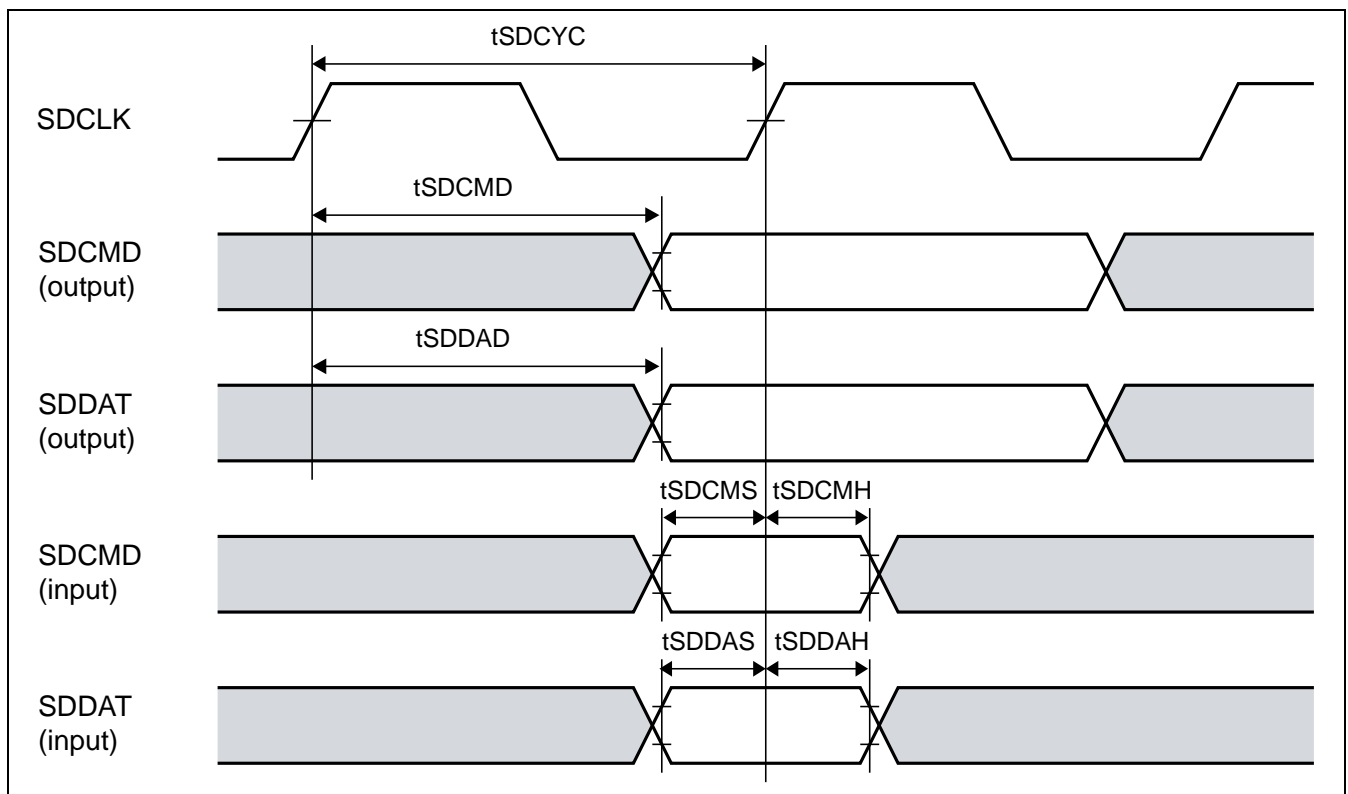 tSDCYC
SDCLK
tSDCMD
SDCMD
(output)
tSDDAD
SDDAT
(output)
tSDCMS tSDCMH
SDCMD
(input)
tSDDAS tSDDAH
SDDAT
(input)